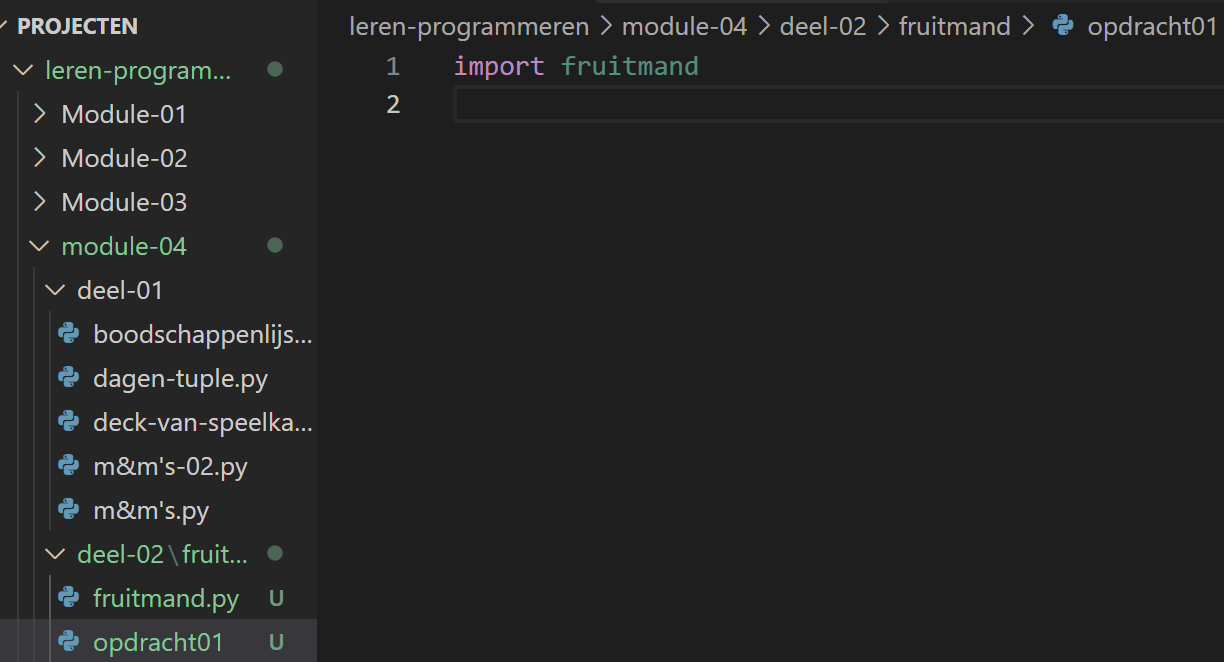 PROJECTEN
leren-program...
Module-01
Module-02
Module-03
module-04
deel-01
boodschappenlijs...
dagen-tuple.py
deck-van-speelka...
m&m's-02.py
m&m's.py
deel-02\fruit...
fruitmand.py U
opdracht01 U
leren-programmeren > module-04 > deel-02 > fruitmand > opdracht01
1 import fruitmand
2